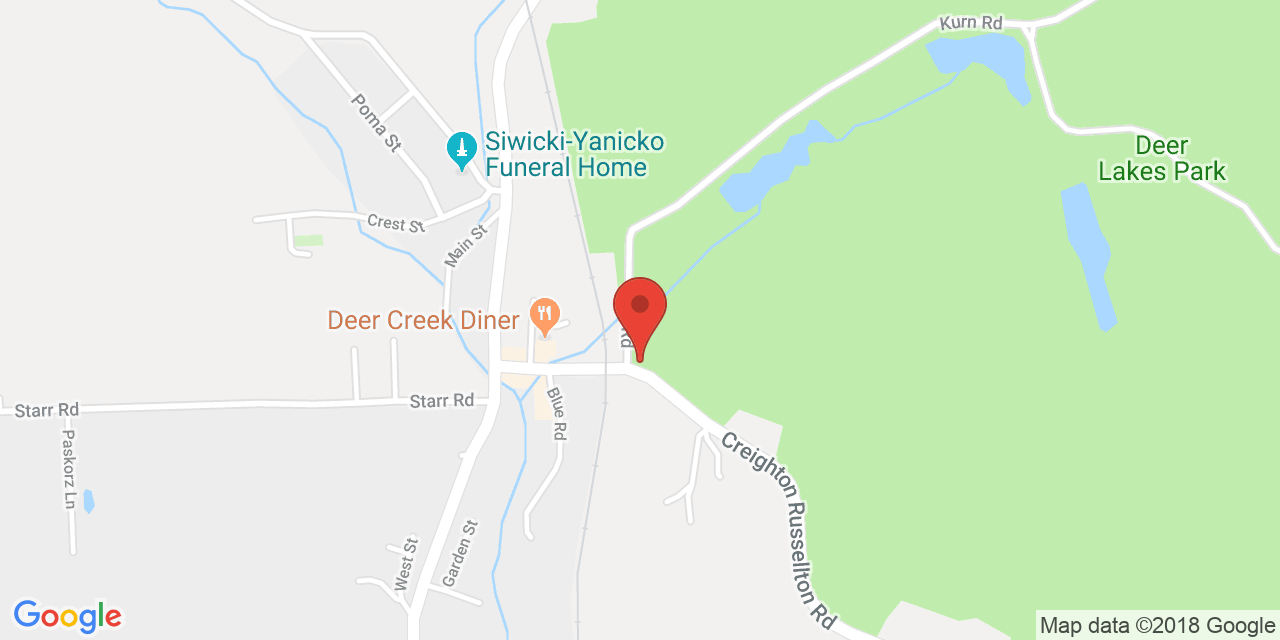 Kurn Rd
Poma St
Siwicki-Yanicko
Funeral Home
Deer
Lakes Park
Crest St
Main St
Deer Creek Diner
Rd
Starr Rd
Starr Rd
Blue Rd
Paskorz Ln
Creighton Russellton Rd
West St
Garden St
Google
Map data ©2018 Google